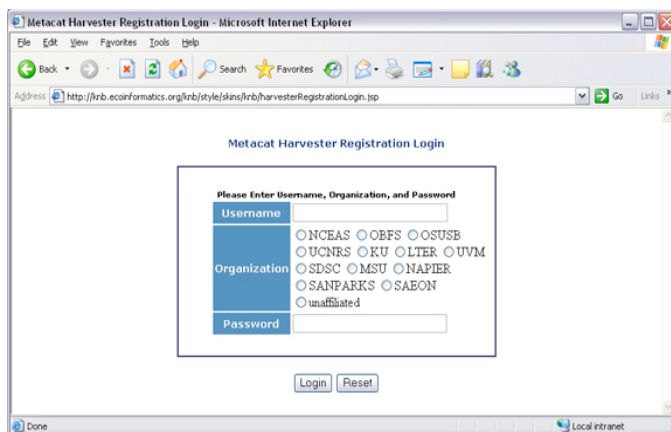 Metacat Harvester Registration Login - Microsoft Internet Explorer
File Edit View Favorites Tools Help
Back Search Favorites
Address http://knb.ecoinformatics.org/knb/style/skins/knb/harvesterRegistrationLogin.jsp Go Links »
Metacat Harvester Registration Login
Please Enter Username, Organization, and Password
Username
NCEAS OBFS OSUSB
UCNRS KU LTER UVM
Organization SDSC MSU NAPIER
SANPARKS SAEON
unaffiliated
Password
Login Reset
Done Local intranet